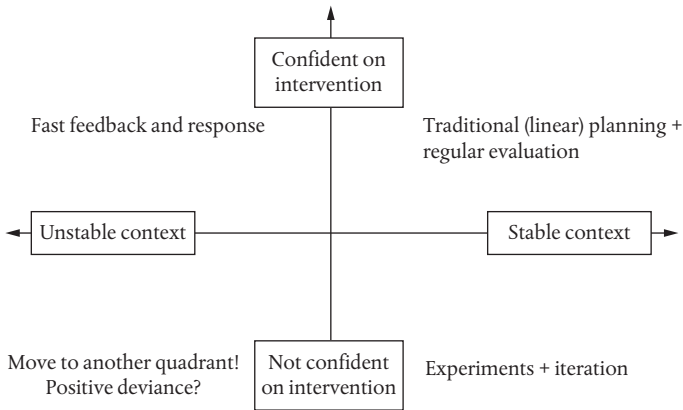 Confident on
intervention
Fast feedback and response
Traditional (linear) planning +
regular evaluation
Unstable context
Stable context
Move to another quadrant!
Positive deviance?
Not confident
on intervention
Experiments + iteration